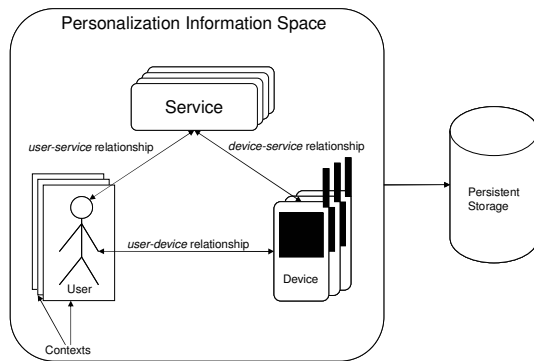 Personalization Information Space
Service
user-service relationship
device-service relationship
user-device relationship
User
Device
Contexts
Persistent
Storage